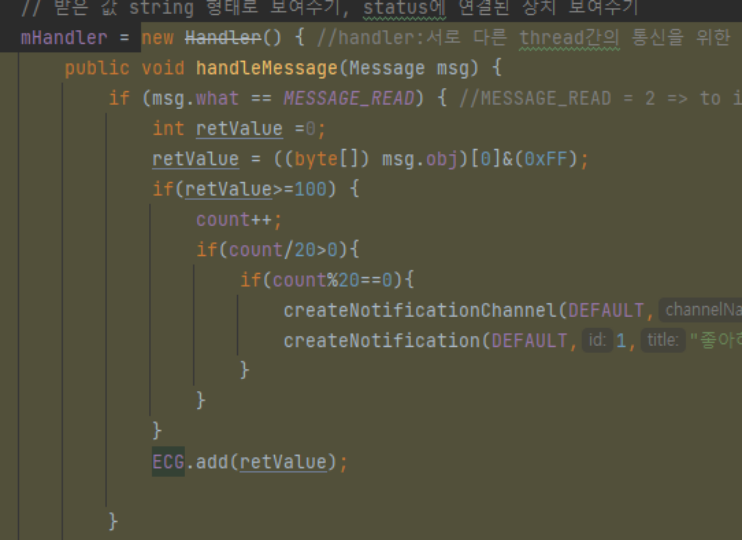 // 받은 값 string 형태로 보여주기, status에 연결된 장치 보여주기
mHandler = new Handler() { //handler:서로 다른 thread간의 통신을 위한
public void handleMessage(Message msg) {
if (msg.what == MESSAGE_READ) { //MESSAGE_READ = 2 => to i
int retValue =0;
retValue = ((byte[]) msg.obj)[0]&(0xFF);
if(retValue>=100) {
count++;
if(count/20>0){
if(count%20==0){
createNotificationChannel(DEFAULT, channelNa
createNotification(DEFAULT, id: 1, title: "좋아
}
}
}
ECG.add(retValue);
}